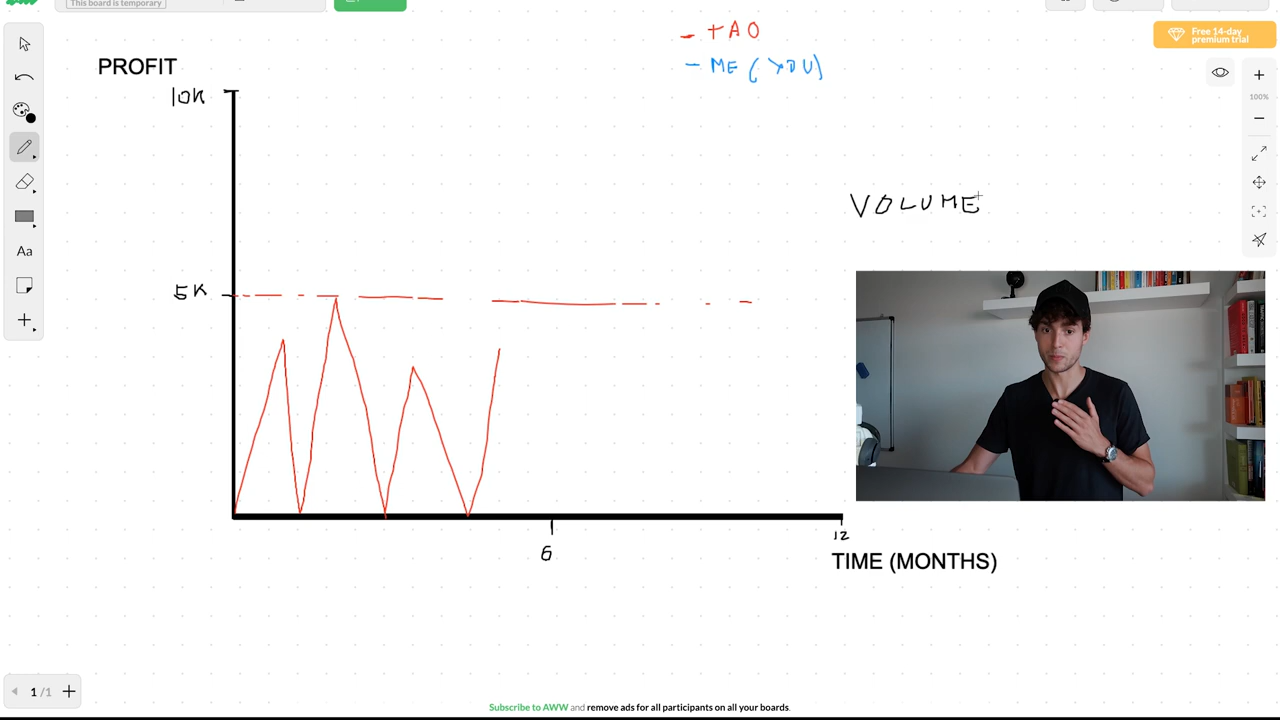 This board is temporary
- TAO
- ME (YOU)
Free 14-day
premium trial
PROFIT
10K
100%
VOLUME
Aa
5K
6
12
TIME (MONTHS)
1/1
Subscribe to AWW and remove ads for all participants on all your boards.